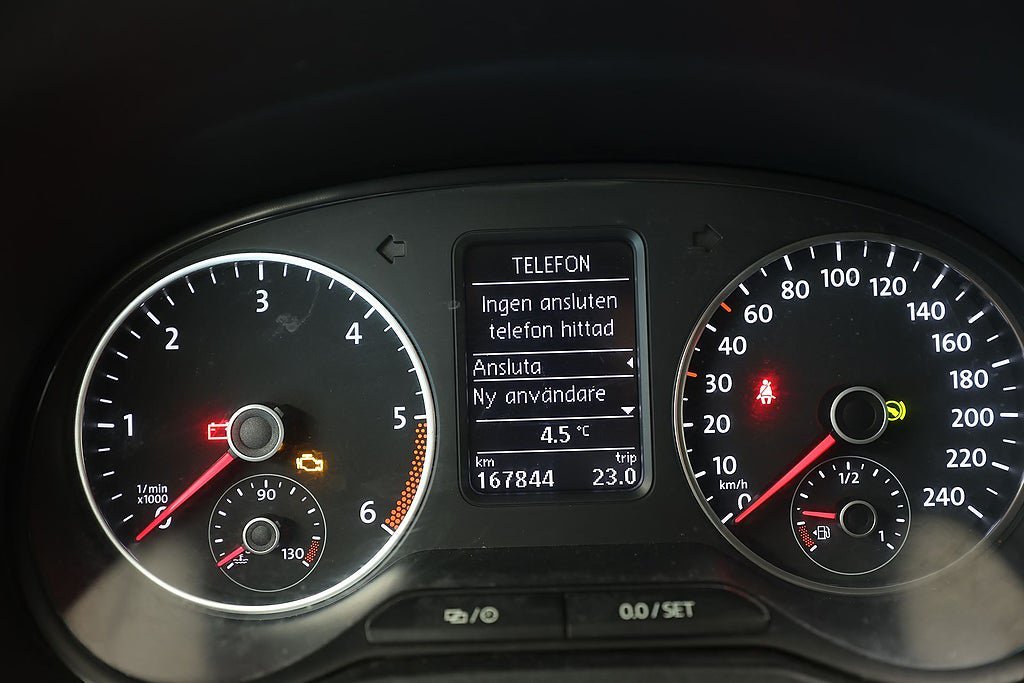 1/min
x1000
0
1
2
3
4
5
6
90
130
TELEFON
Ingen ansluten
telefon hittad
Ansluta
Ny användare
4.5 °C
km trip
167844 23.0
0
10
20
30
40
60
80
100
120
140
160
180
200
220
240
km/h
1/2
1
0.0/SET